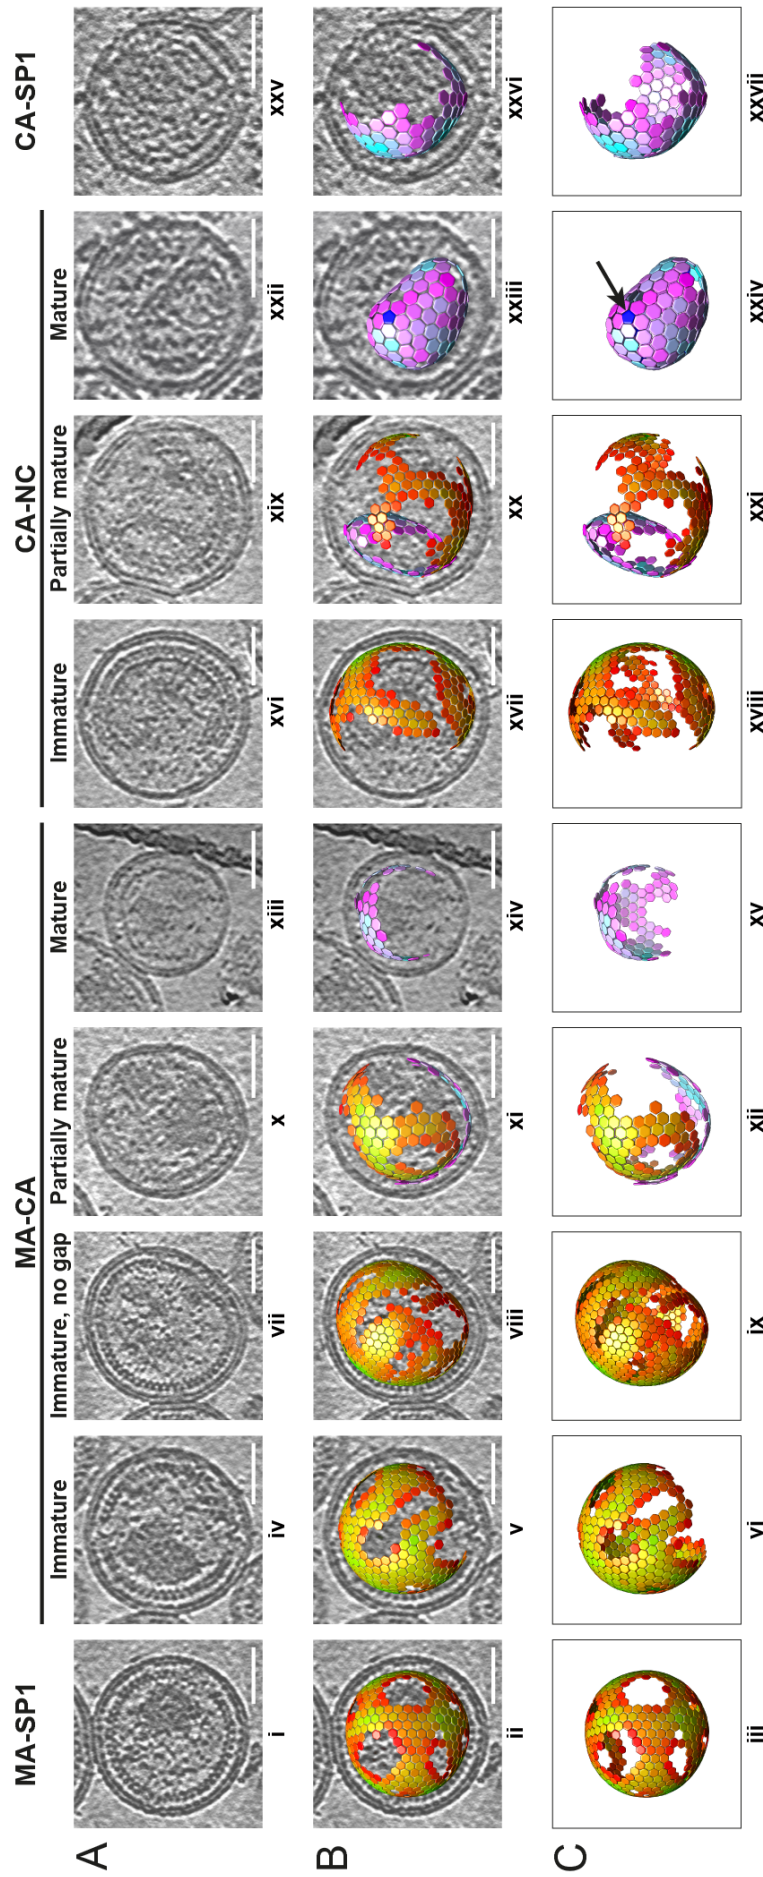 MA-SP1 MA-CA CA-NC CA-SP1
Immature Immature, no gap Partially mature Mature Immature Partially mature Mature
A
i iv vii x xiii xvi xix xxii xxv
B
ii v viii xi xiv xvii xx xxiii xxvi
C
iii vi ix xii xv xviii xxi xxiv xxvii